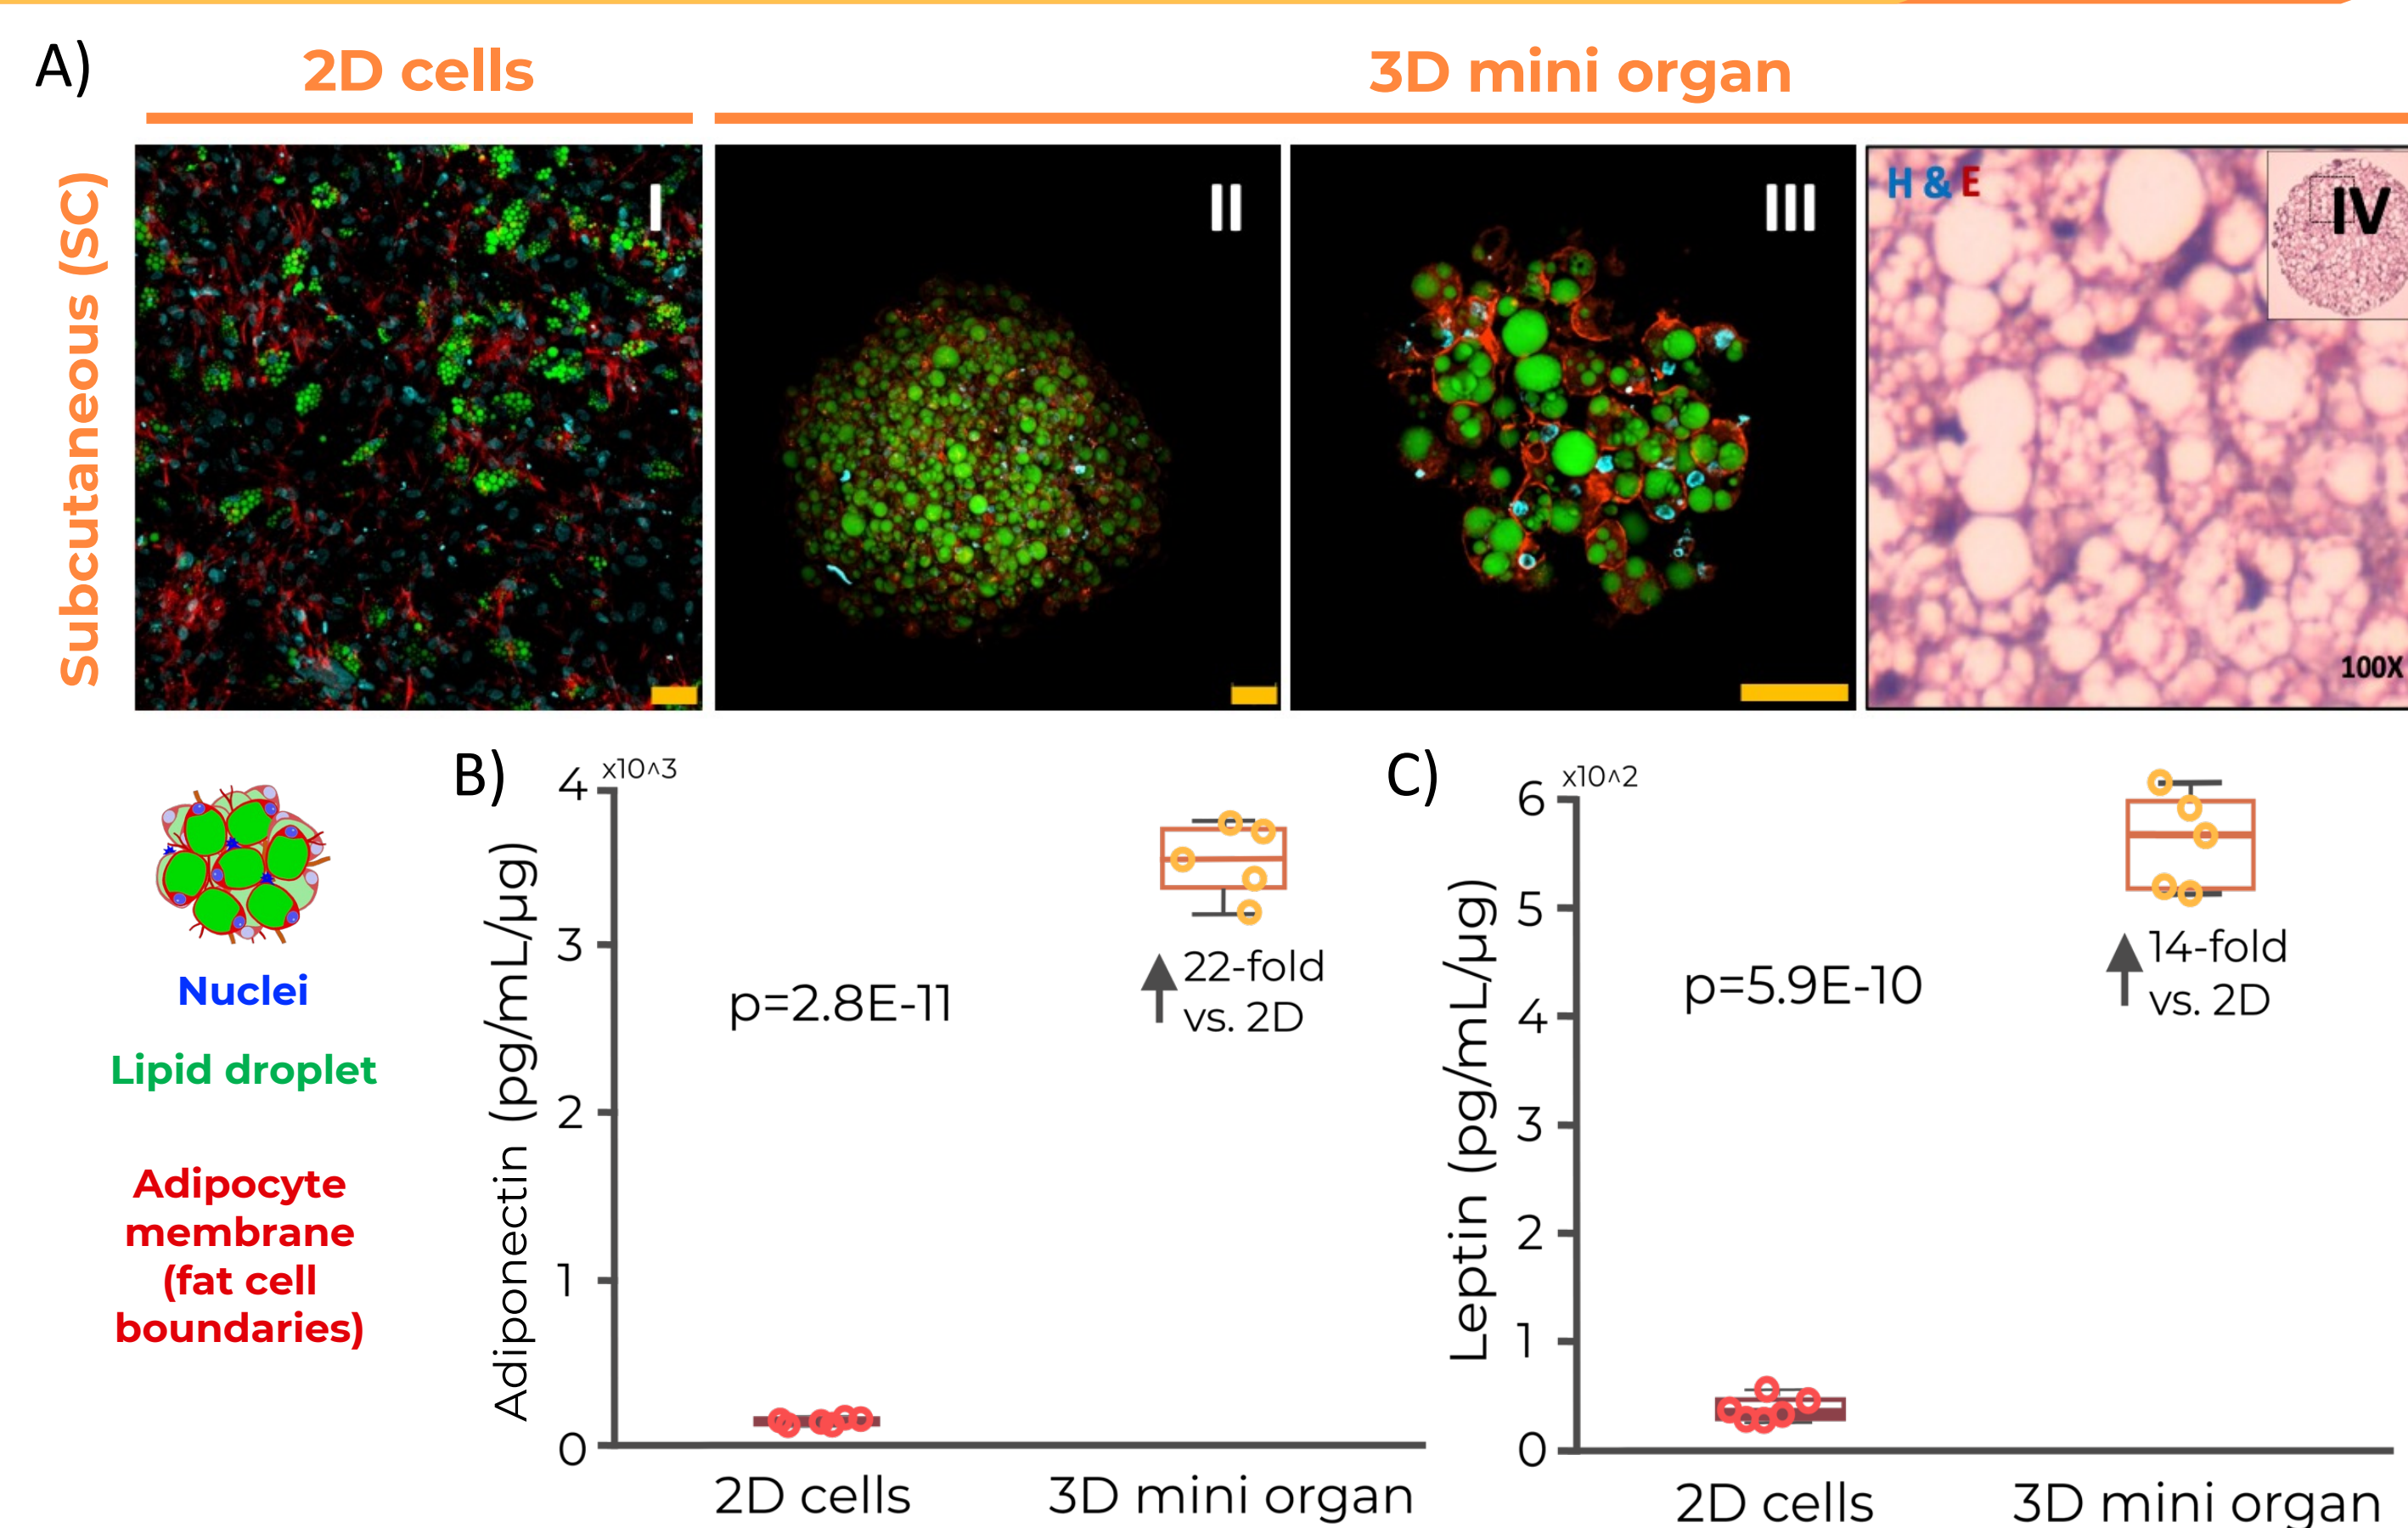 A)
2D cells
3D mini organ
Subcutaneous (SC)
I
II
III
H & E
IV
100X
Nuclei
Lipid droplet
Adipocyte
membrane
(fat cell
boundaries)
B)
x10^3
Adiponectin (pg/mL/µg)
4
3
2
1
0
p=2.8E-11
22-fold
vs. 2D
2D cells
3D mini organ
C)
x10^2
Leptin (pg/mL/µg)
6
5
4
3
2
1
0
p=5.9E-10
14-fold
vs. 2D
2D cells
3D mini organ